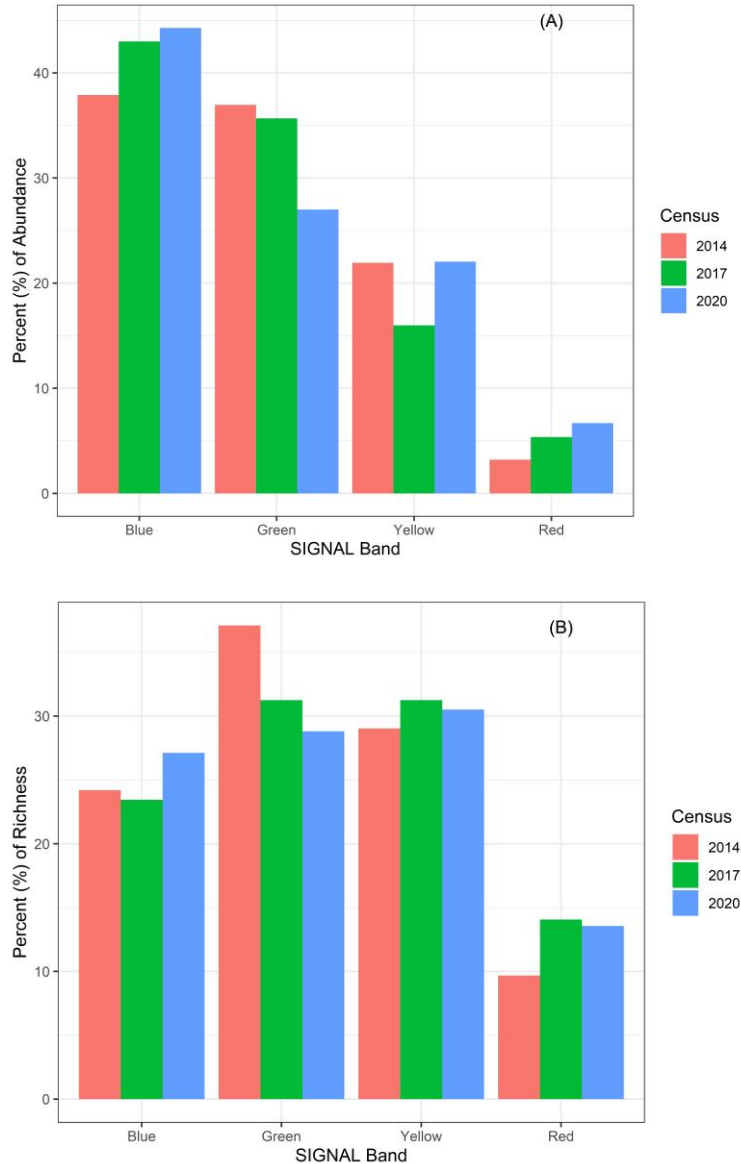 (A)
Percent (%) of Abundance
40
30
20
10
0
Blue Green Yellow Red
SIGNAL Band
Census
2014
2017
2020
(B)
Percent (%) of Richness
30
20
10
0
Blue Green Yellow Red
SIGNAL Band
Census
2014
2017
2020